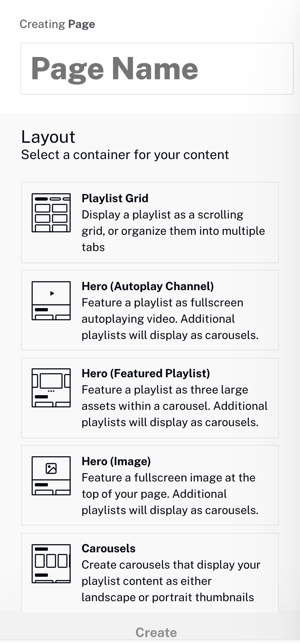 Creating Page
Page Name
Layout
Select a container for your content
Playlist Grid
Display a playlist as a scrolling
grid, or organize them into multiple
tabs
Hero (Autoplay Channel)
Feature a playlist as fullscreen
autoplaying video. Additional
playlists will display as carousels.
Hero (Featured Playlist)
Feature a playlist as three large
assets within a carousel. Additional
playlists will display as carousels.
Hero (Image)
Feature a fullscreen image at the
top of your page. Additional
playlists will display as carousels.
Carousels
Create carousels that display your
playlist content as either
landscape or portrait thumbnails
Create